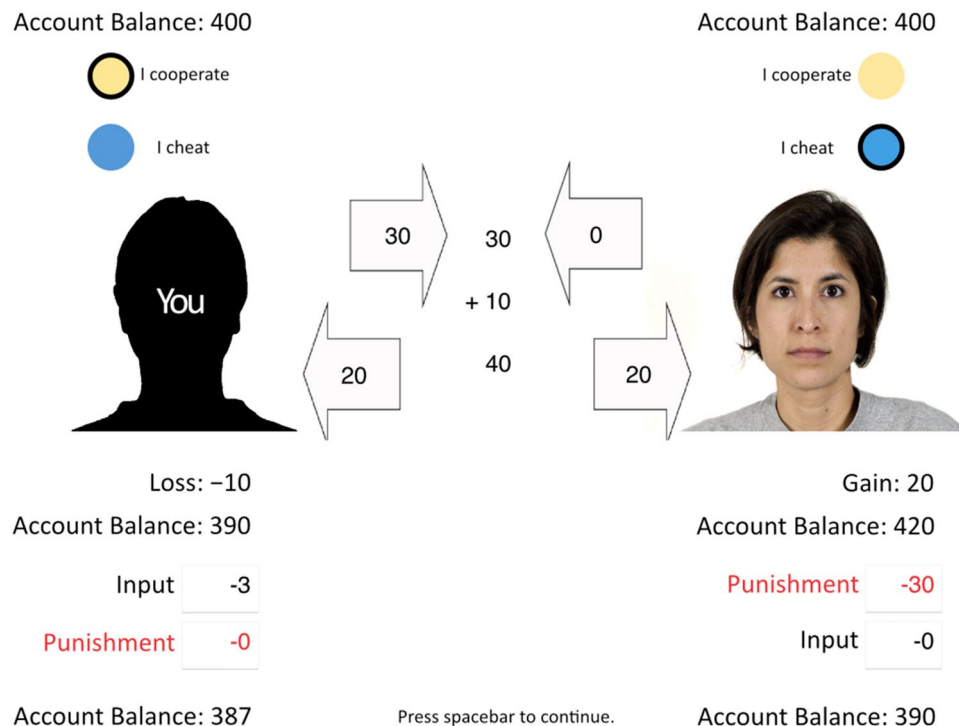 Account Balance: 400
Account Balance: 400
I cooperate
I cooperate
I cheat
I cheat
30
30
0
You
+ 10
20
40
20
Loss: −10
Gain: 20
Account Balance: 390
Account Balance: 420
Input -3
Punishment -30
Punishment -0
Input -0
Account Balance: 387
Press spacebar to continue.
Account Balance: 390